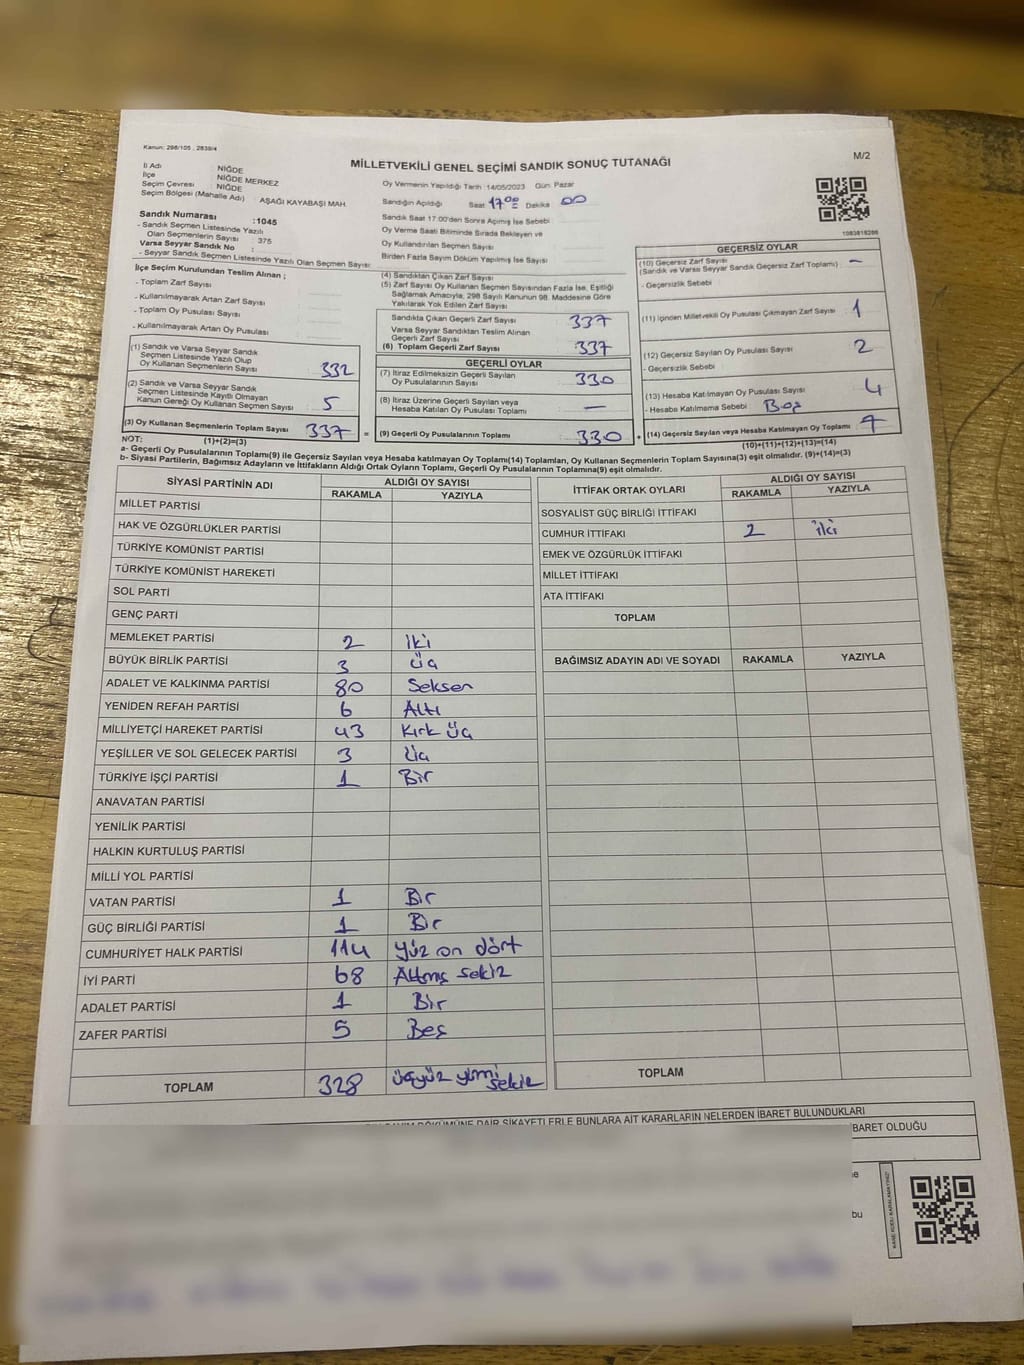 Kanun: 298/105 , 2839/4
MİLLETVEKİLİ GENEL SEÇİMİ SANDIK SONUÇ TUTANAĞI
M/2
İl Adı : NİĞDE
İlçe : NİĞDE MERKEZ
Seçim Çevresi : NİĞDE
Seçim Bölgesi (Mahalle Adı) : AŞAĞI KAYABAŞI MAH.
Sandık Numarası :1045
- Sandık Seçmen Listesinde Yazılı
Olan Seçmenlerin Sayısı : 375
Varsa Seyyar Sandık No :
- Seyyar Sandık Seçmen Listesinde Yazılı Olan Seçmen Sayısı:
Oy Vermenin Yapıldığı Tarih :14/05/2023 Gün: Pazar
Sandığın Açıldığı Saat 17:00 Dakika 00
Sandık Saat 17.00'den Sonra Açılmış İse Sebebi
Oy Verme Saati Bitiminde Sırada Bekleyen ve
Oy Kullandırılan Seçmen Sayısı
Birden Fazla Sayım Döküm Yapılmış İse Sayısı
İlçe Seçim Kurulundan Teslim Alınan ;
- Toplam Zarf Sayısı
- Kullanılmayarak Artan Zarf Sayısı
- Toplam Oy Pusulası Sayısı
- Kullanılmayarak Artan Oy Pusulası
(1) Sandık ve Varsa Seyyar Sandık
Seçmen Listesinde Yazılı Olup
Oy Kullanan Seçmenlerin Sayısı 332
(2) Sandık ve Varsa Seyyar Sandık
Seçmen Listesinde Kayıtlı Olmayan
Kanun Gereği Oy Kullanan Seçmen Sayısı 5
(3) Oy Kullanan Seçmenlerin Toplam Sayısı 337
(4) Sandıktan Çıkan Zarf Sayısı
(5) Zarf Sayısı Oy Kullanan Seçmen Sayısından Fazla İse, Eşitliği
Sağlamak Amacıyla, 298 Sayılı Kanunun 98. Maddesine Göre
Yakılarak Yok Edilen Zarf Sayısı
Sandıkta Çıkan Geçerli Zarf Sayısı 337
Varsa Seyyar Sandıktan Teslim Alınan
Geçerli Zarf Sayısı
(6) Toplam Geçerli Zarf Sayısı 337
GEÇERLİ OYLAR
(7) İtiraz Edilmeksizin Geçerli Sayılan
Oy Pusulalarının Sayısı 330
(8) İtiraz Üzerine Geçerli Sayılan veya
Hesaba Katılan Oy Pusulası Toplamı —
= (9) Geçerli Oy Pusulalarının Toplamı 330 +
GEÇERSİZ OYLAR
(10) Geçersiz Zarf Sayısı
(Sandık ve Varsa Seyyar Sandık Geçersiz Zarf Toplamı) -
- Geçersizlik Sebebi
(11) İçinden Milletvekili Oy Pusulası Çıkmayan Zarf Sayısı 1
(12) Geçersiz Sayılan Oy Pusulası Sayısı 2
- Geçersizlik Sebebi
(13) Hesaba Katılmayan Oy Pusulası Sayısı 4
- Hesaba Katılmama Sebebi Boş
(14) Geçersiz Sayılan veya Hesaba Katılmayan Oy Toplamı 7
NOT: (1)+(2)=(3)
(10)+(11)+(12)+(13)=(14)
a- Geçerli Oy Pusulalarının Toplamı(9) ile Geçersiz Sayılan veya Hesaba Katılmayan Oy Toplamı(14) Toplamları, Oy Kullanan Seçmenlerin Toplam Sayısına(3) eşit olmalıdır. (9)+(14)=(3)
b- Siyasi Partilerin, Bağımsız Adayların ve İttifakların Aldığı Ortak Oyların Toplamı, Geçerli Oy Pusulalarının Toplamına(9) eşit olmalıdır.
SİYASİ PARTİNİN ADI
ALDIĞI OY SAYISI
RAKAMLA YAZIYLA
MİLLET PARTİSİ
HAK VE ÖZGÜRLÜKLER PARTİSİ
TÜRKİYE KOMÜNİST PARTİSİ
TÜRKİYE KOMÜNİST HAREKETİ
SOL PARTİ
GENÇ PARTİ
MEMLEKET PARTİSİ 2 iki
BÜYÜK BİRLİK PARTİSİ 3 üç
ADALET VE KALKINMA PARTİSİ 80 Seksen
YENİDEN REFAH PARTİSİ 6 Altı
MİLLİYETÇİ HAREKET PARTİSİ 43 Kırk üç
YEŞİLLER VE SOL GELECEK PARTİSİ 3 üç
TÜRKİYE İŞÇİ PARTİSİ 1 Bir
ANAVATAN PARTİSİ
YENİLİK PARTİSİ
HALKIN KURTULUŞ PARTİSİ
MİLLİ YOL PARTİSİ
VATAN PARTİSİ 1 Bir
GÜÇ BİRLİĞİ PARTİSİ 1 Bir
CUMHURİYET HALK PARTİSİ 114 yüz on dört
İYİ PARTİ 68 Altmış sekiz
ADALET PARTİSİ 1 Bir
ZAFER PARTİSİ 5 Beş
TOPLAM 328 üçyüz yirmi sekiz
İTTİFAK ORTAK OYLARI
ALDIĞI OY SAYISI
RAKAMLA YAZIYLA
SOSYALİST GÜÇ BİRLİĞİ İTTİFAKI
CUMHUR İTTİFAKI 2 iki
EMEK VE ÖZGÜRLÜK İTTİFAKI
MİLLET İTTİFAKI
ATA İTTİFAKI
TOPLAM
BAĞIMSIZ ADAYIN ADI VE SOYADI RAKAMLA YAZIYLA
TOPLAM
DÖKÜMÜNE DAİR ŞİKAYETLERLE BUNLARA AİT KARARLARIN NELERDEN İBARET BULUNDUKLARI
İBARET OLDUĞU
bu